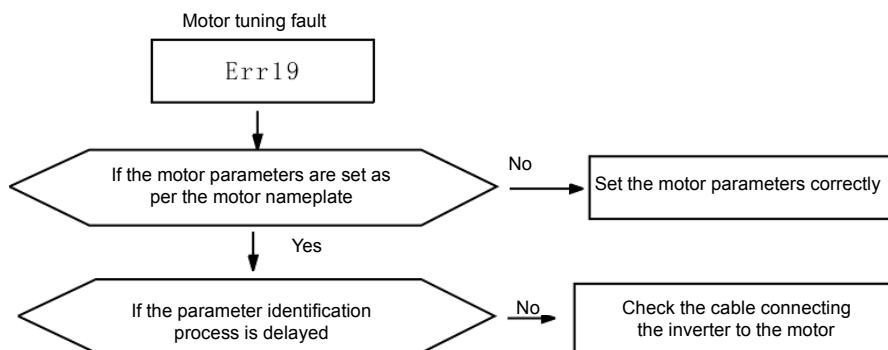 Motor tuning fault
Err19
If the motor parameters are set as
per the motor nameplate
No
Set the motor parameters correctly
Yes
If the parameter identification
process is delayed
No
Check the cable connecting
the inverter to the motor